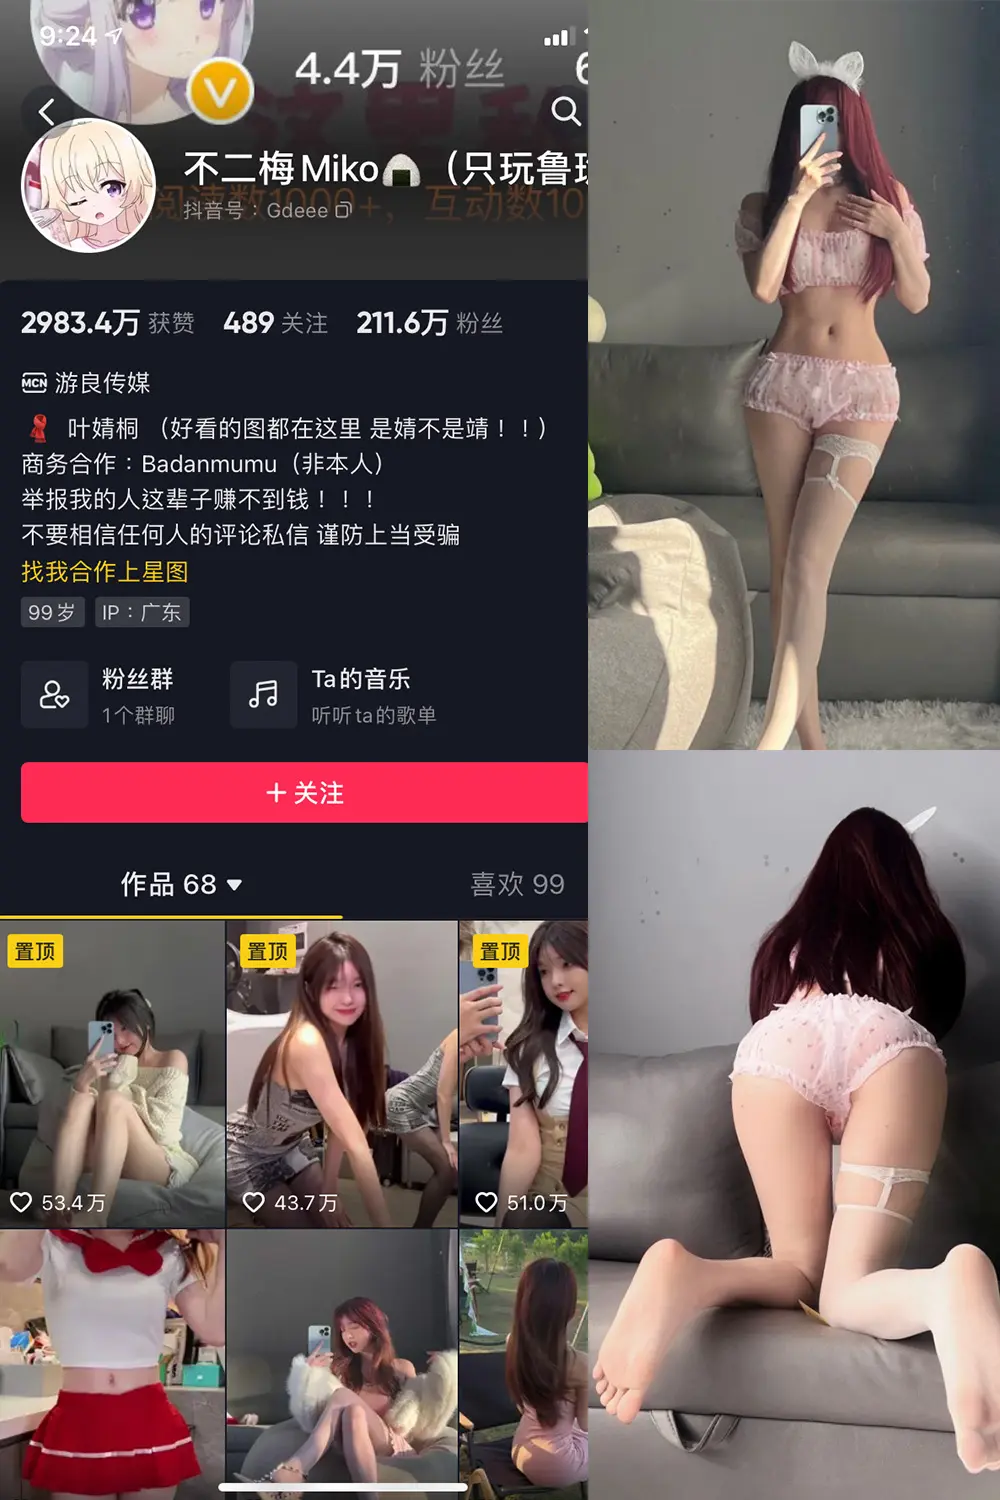 9:24
4.4万 粉丝
不二梅Miko🍙（只玩鲁班
阅读数1000+，互动数10
抖音号：Gdeee
2983.4万 获赞 489 关注 211.6万 粉丝
MCN 游良传媒
叶婧桐 （好看的图都在这里 是婧不是靖！！）
商务合作：Badanmumu（非本人）
举报我的人这辈子赚不到钱！！！
不要相信任何人的评论私信 谨防上当受骗
找我合作上星图
99岁 IP：广东
粉丝群
1个群聊
Ta的音乐
听听ta的歌单
+ 关注
作品 68 喜欢 99
置顶 置顶 置顶
53.4万 43.7万 51.0万